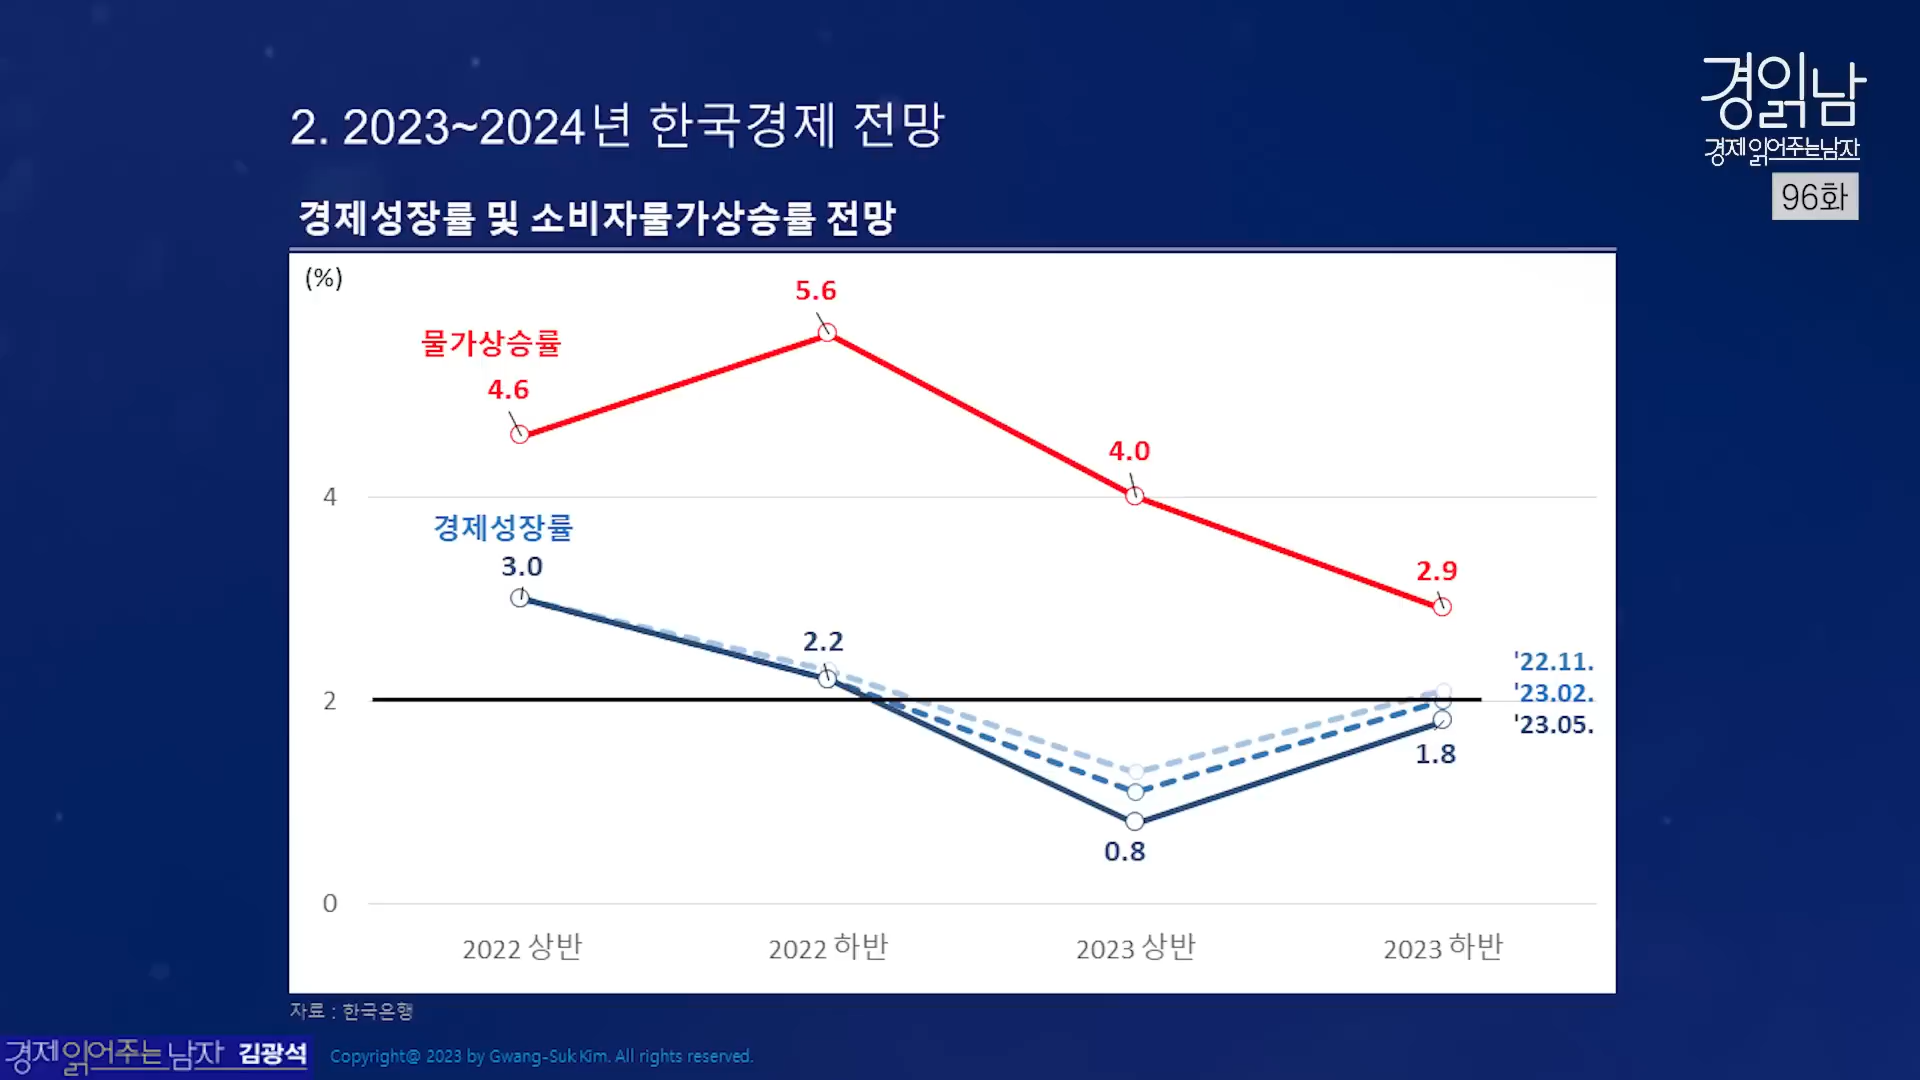 경읽남
경제 읽어주는남자
96화
2. 2023~2024년 한국경제 전망
경제성장률 및 소비자물가상승률 전망
(%)
5.6
물가상승률
4.6
4.0
4
경제성장률
3.0
2.9
2.2
'22.11.
'23.02.
2
'23.05.
1.8
0.8
0
2022 상반
2022 하반
2023 상반
2023 하반
자료 : 한국은행
경제읽어주는남자 김광석
Copyright@ 2023 by Gwang-Suk Kim. All rights reserved.